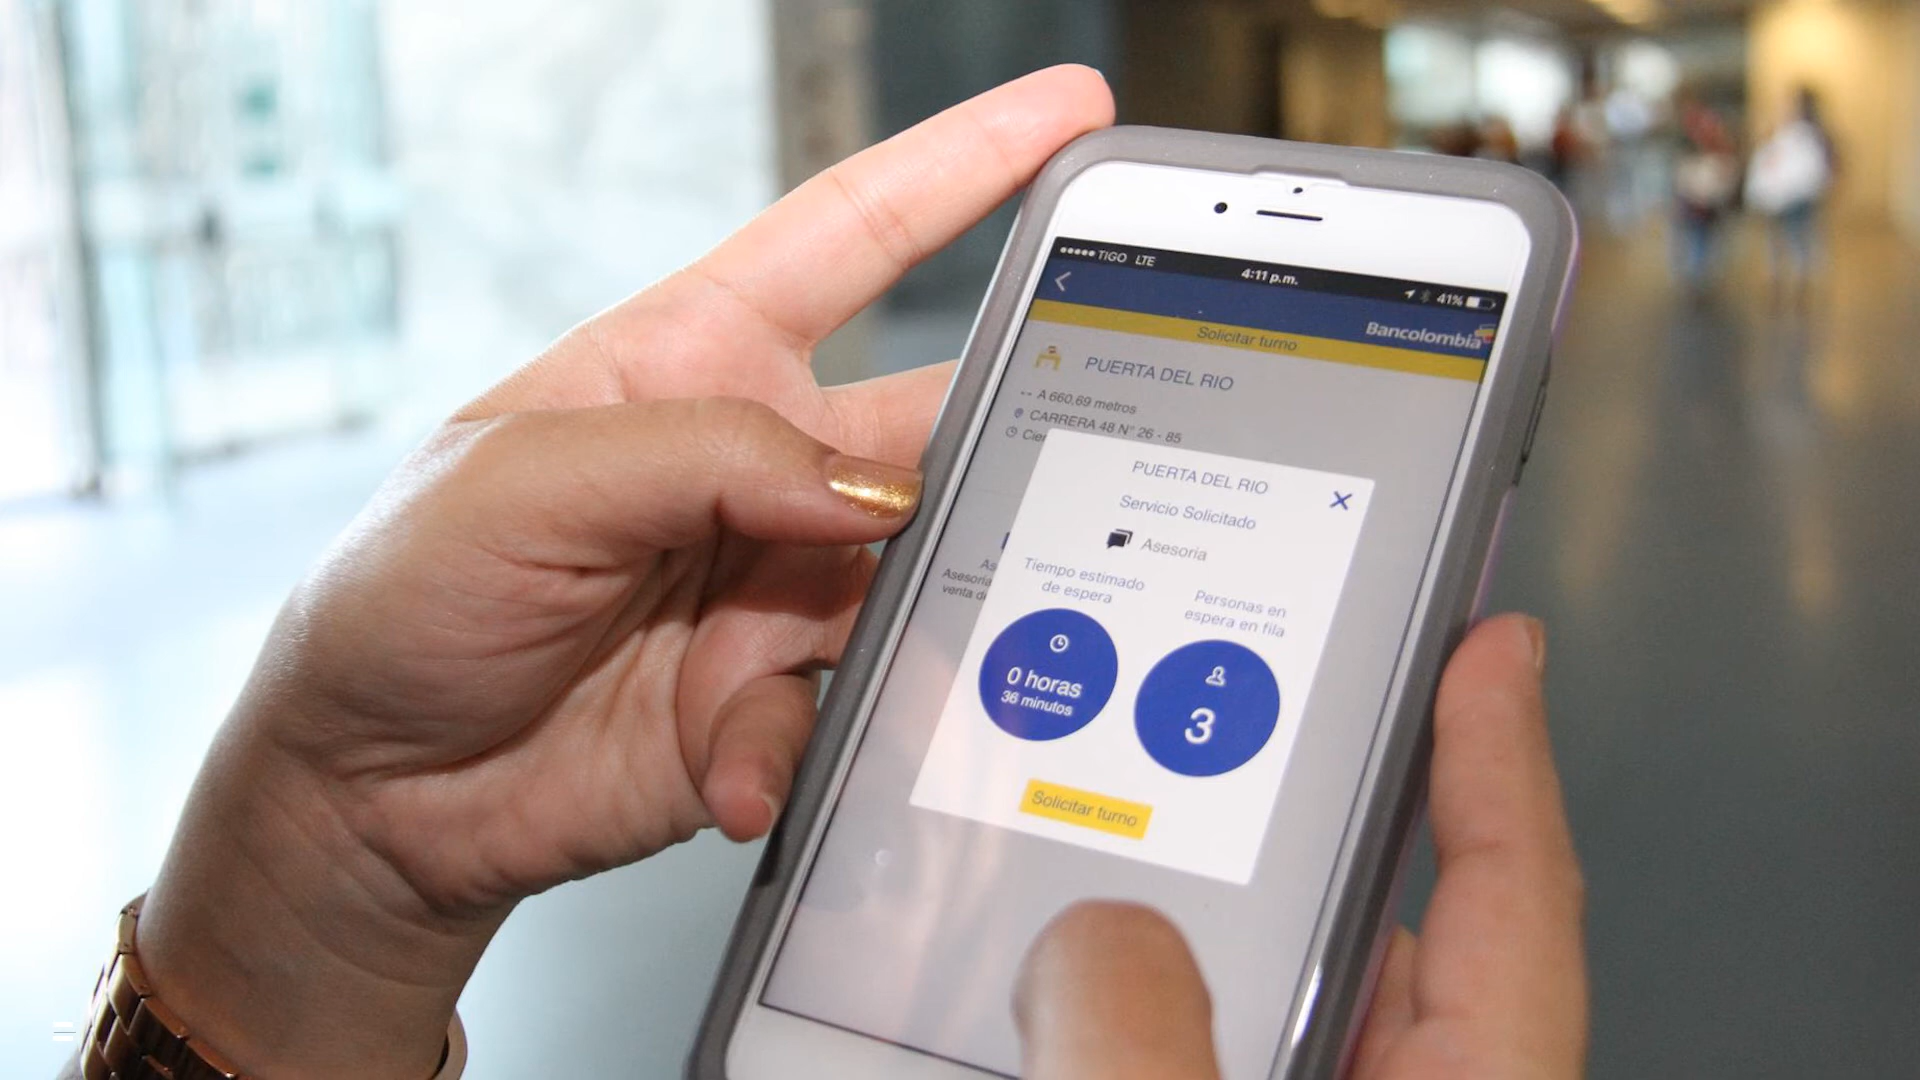 TIGO LTE
4:11 p.m.
41%
Bancolombia
Solicitar turno
PUERTA DEL RIO
A 660,69 metros
CARRERA 48 N° 26 - 85
PUERTA DEL RIO
Servicio Solicitado
Asesoria
Tiempo estimado
de espera
0 horas
36 minutos
Personas en
espera en fila
3
Solicitar turno